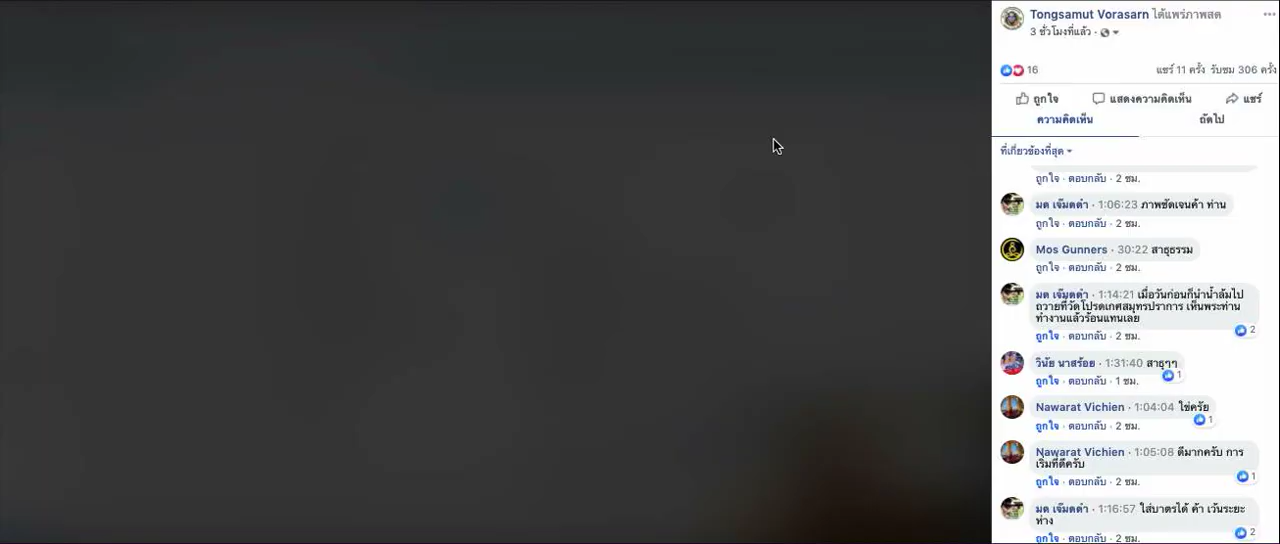 Tongsamut Vorasarn ได้แพร่ภาพสด
3 ชั่วโมงที่แล้ว ·
16
แชร์ 11 ครั้ง รับชม 306 ครั้ง
ถูกใจ
แสดงความคิดเห็น
แชร์
ความคิดเห็น
ถัดไป
ที่เกี่ยวข้องที่สุด
ถูกใจ · ตอบกลับ · 2 ชม.
มด เจ๊มดดำ · 1:06:23 ภาพชัดเจนค้า ท่าน
ถูกใจ · ตอบกลับ · 2 ชม.
Mos Gunners · 30:22 สาธุธรรม
ถูกใจ · ตอบกลับ · 2 ชม.
มด เจ๊มดดำ · 1:14:21 เมื่อวันก่อนก็นำน้ำส้มไป
ถวายที่วัดโปรดเกศสมุทรปราการ เห็นพระท่าน
ทำงานแล้วร้อนแทนเลย
2
ถูกใจ · ตอบกลับ · 2 ชม.
วินัย นาสร้อย · 1:31:40 สาธุๆๆ
1
ถูกใจ · ตอบกลับ · 1 ชม.
Nawarat Vichien · 1:04:04 ใช่ครัย
1
ถูกใจ · ตอบกลับ · 2 ชม.
Nawarat Vichien · 1:05:08 ดีมากครับ การ
เริ่มที่ดีครับ
1
ถูกใจ · ตอบกลับ · 2 ชม.
มด เจ๊มดดำ · 1:16:57 ใส่บาตรได้ ค้า เว้นระยะ
ห่าง
2
ถูกใจ · ตอบกลับ · 2 ชม.